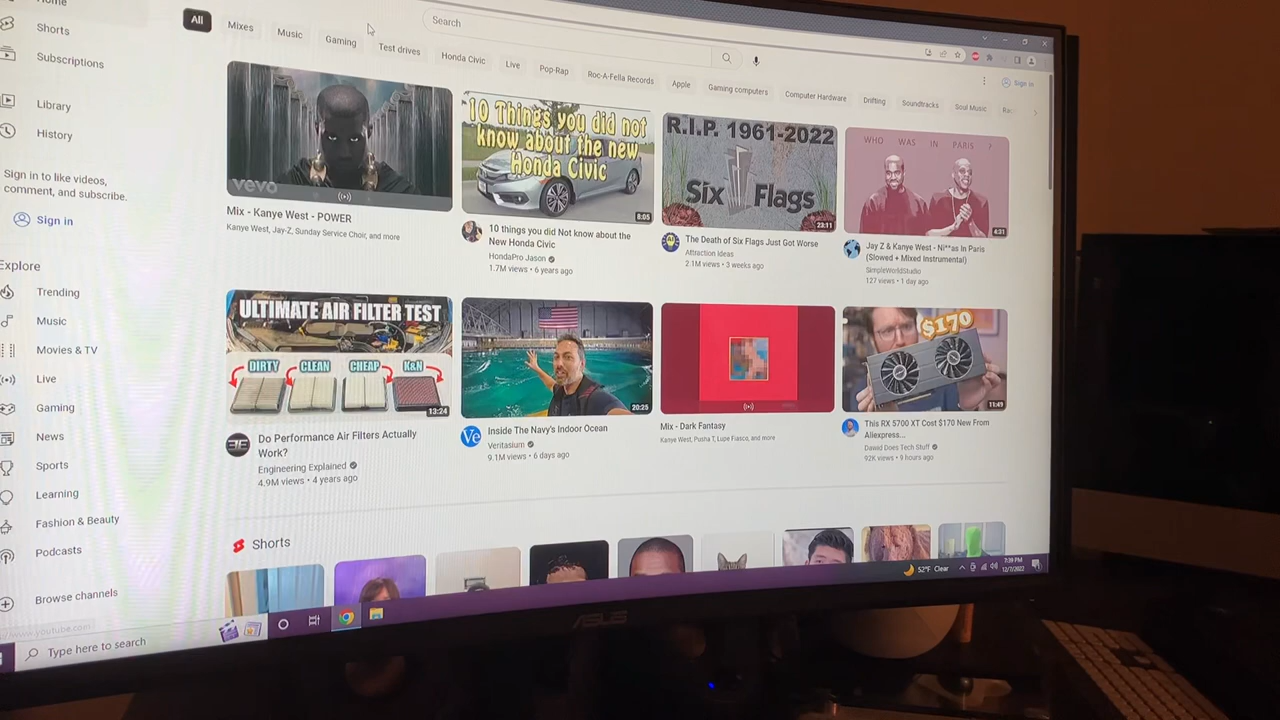 Home
Shorts
Subscriptions
Library
History
Sign in to like videos,
comment, and subscribe.
Sign in
Explore
Trending
Music
Movies & TV
Live
Gaming
News
Sports
Learning
Fashion & Beauty
Podcasts
Browse channels
Search
Sign in
All
Mixes
Music
Gaming
Test drives
Honda Civic
Live
Pop-Rap
Roc-A-Fella Records
Apple
Gaming computers
Computer Hardware
Drifting
Soundtracks
Soul Music
vevo
Mix - Kanye West - POWER
Kanye West, Jay-Z, Sunday Service Choir, and more
10 Things you did not
know about the new
Honda Civic
8:05
10 things you did Not know about the
New Honda Civic
HondaPro Jason
1.7M views • 6 years ago
R.I.P. 1961-2022
Six Flags
23:11
The Death of Six Flags Just Got Worse
Attraction Ideas
2.1M views • 3 weeks ago
WHO WAS IN PARIS ?
4:31
Jay Z & Kanye West - Ni**as In Paris
(Slowed + Mixed Instrumental)
SimpleWorldStudio
127 views • 1 day ago
ULTIMATE AIR FILTER TEST
DIRTY CLEAN CHEAP K&N
13:24
Do Performance Air Filters Actually
Work?
Engineering Explained
4.9M views • 4 years ago
20:25
Ve
Inside The Navy's Indoor Ocean
Veritasium
9.1M views • 6 days ago
Mix - Dark Fantasy
Kanye West, Pusha T, Lupe Fiasco, and more
$170
11:49
This RX 5700 XT Cost $170 New From
Aliexpress...
Dawid Does Tech Stuff
92K views • 9 hours ago
Shorts
Type here to search
52°F Clear
7:39 PM
12/7/2022
ASUS